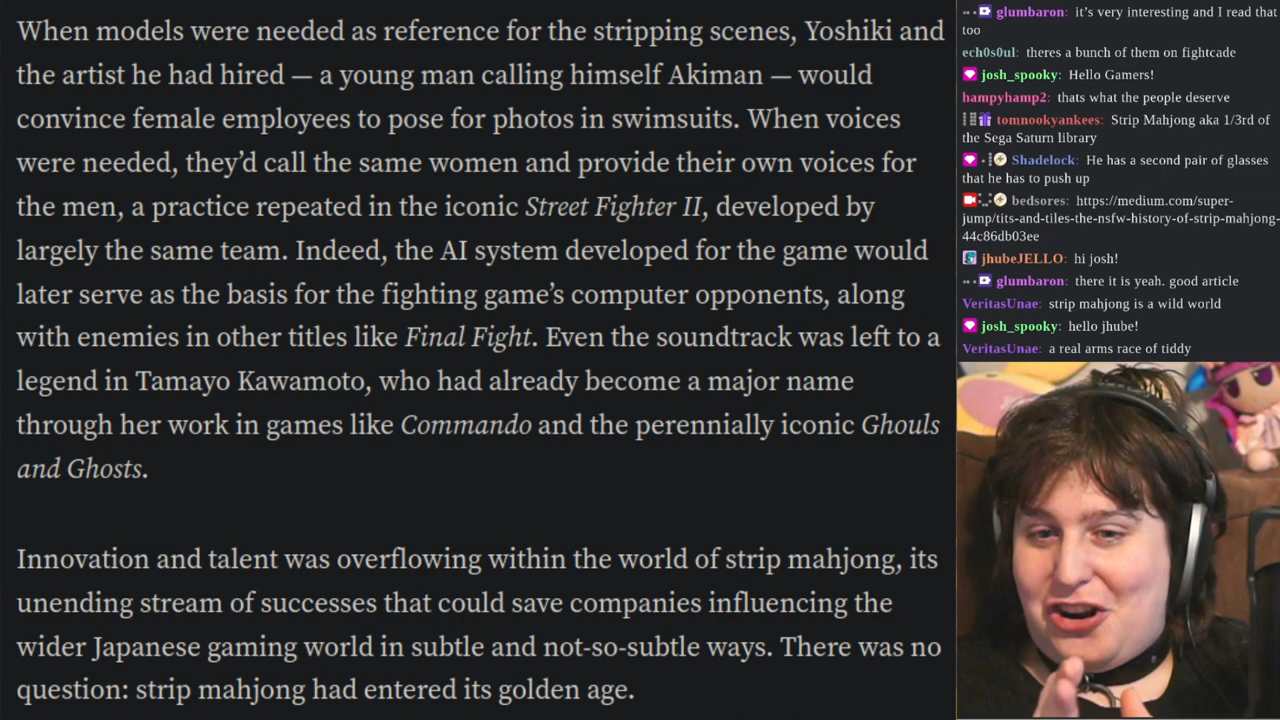 When models were needed as reference for the stripping scenes, Yoshiki and
the artist he had hired — a young man calling himself Akiman — would
convince female employees to pose for photos in swimsuits. When voices
were needed, they’d call the same women and provide their own voices for
the men, a practice repeated in the iconic Street Fighter II, developed by
largely the same team. Indeed, the AI system developed for the game would
later serve as the basis for the fighting game’s computer opponents, along
with enemies in other titles like Final Fight. Even the soundtrack was left to a
legend in Tamayo Kawamoto, who had already become a major name
through her work in games like Commando and the perennially iconic Ghouls
and Ghosts.
Innovation and talent was overflowing within the world of strip mahjong, its
unending stream of successes that could save companies influencing the
wider Japanese gaming world in subtle and not-so-subtle ways. There was no
question: strip mahjong had entered its golden age.
glumbaron: it’s very interesting and I read that
too
ech0s0ul: theres a bunch of them on fightcade
josh_spooky: Hello Gamers!
hampyhamp2: thats what the people deserve
tomnookyankees: Strip Mahjong aka 1/3rd of
the Sega Saturn library
Shadelock: He has a second pair of glasses
that he has to push up
bedsores: https://medium.com/super-
jump/tits-and-tiles-the-nsfw-history-of-strip-mahjong-
44c86db03ee
jhubeJELLO: hi josh!
glumbaron: there it is yeah. good article
VeritasUnae: strip mahjong is a wild world
josh_spooky: hello jhube!
VeritasUnae: a real arms race of tiddy